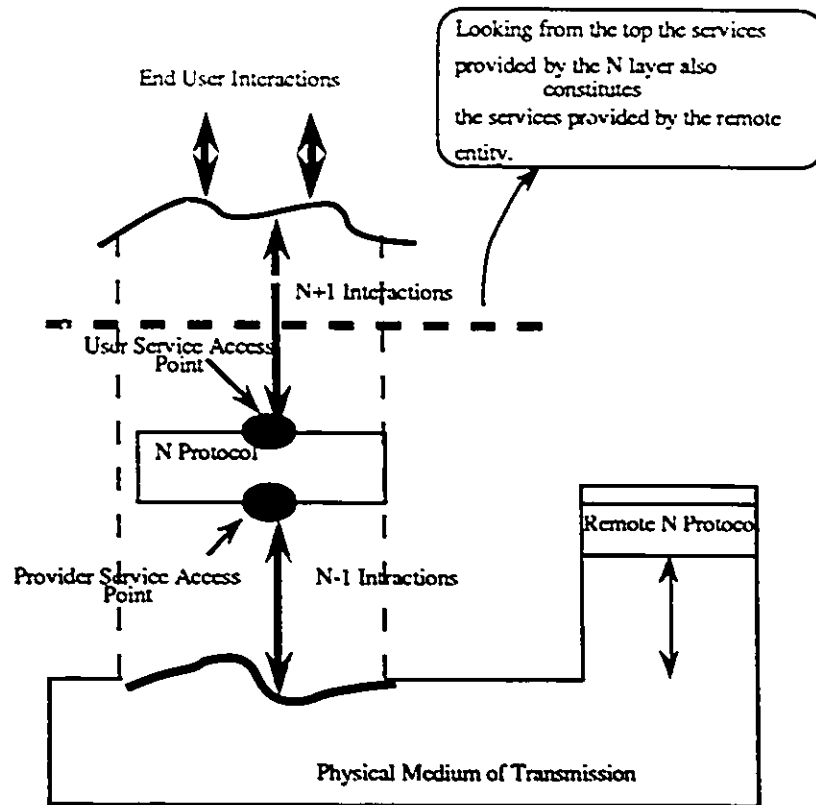 Looking from the top the services
provided by the N layer also
constitutes
the services provided by the remote
entity.
End User Interactions
N+1 Interactions
User Service Access
Point
N Protocol
Remote N Protocol
Provider Service Access
Point
N-1 Intractions
Physical Medium of Transmission